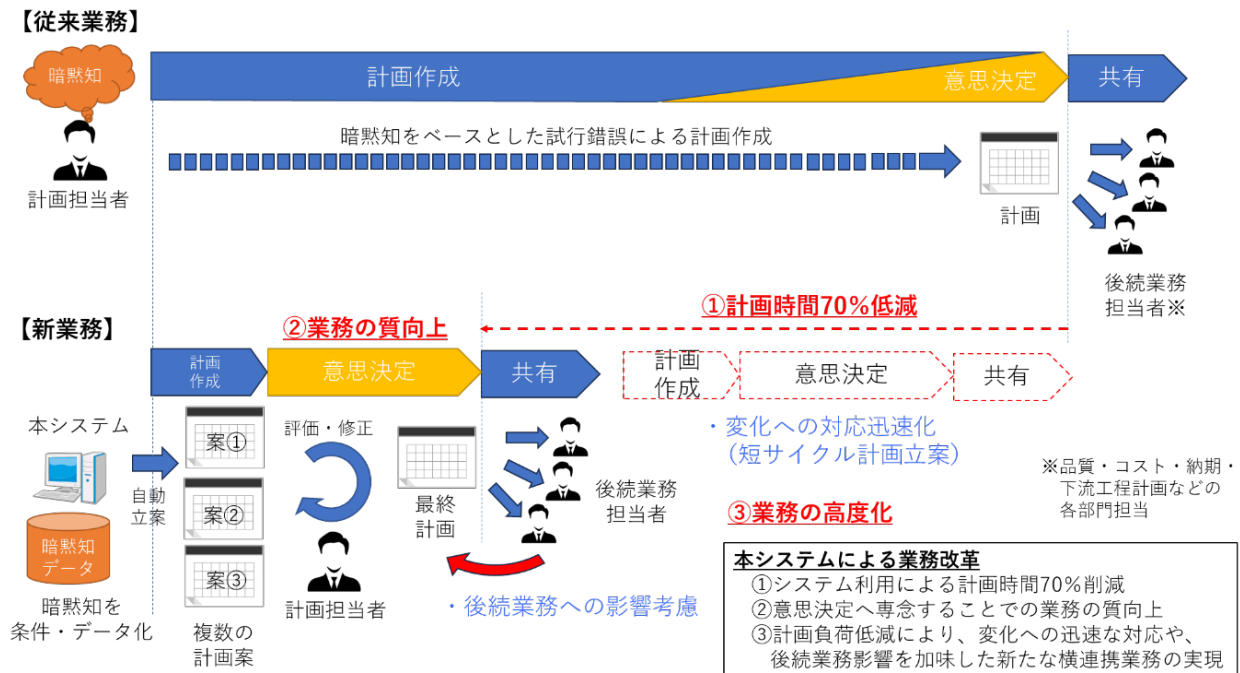 【従来業務】
暗黙知
計画担当者
計画作成
意思決定
共有
暗黙知をベースとした試行錯誤による計画作成
計画
後続業務
担当者※
【新業務】
①計画時間70%低減
②業務の質向上
計画
作成
意思決定
共有
計画
作成
意思決定
共有
本システム
自動
立案
暗黙知
データ
暗黙知を
条件・データ化
案①
案②
案③
複数の
計画案
評価・修正
計画担当者
最終
計画
後続業務
担当者
・後続業務への影響考慮
・変化への対応迅速化
(短サイクル計画立案)
③業務の高度化
※品質・コスト・納期・
下流工程計画などの
各部門担当
本システムによる業務改革
①システム利用による計画時間70%削減
②意思決定へ専念することでの業務の質向上
③計画負荷低減により、変化への迅速な対応や、
後続業務影響を加味した新たな横連携業務の実現